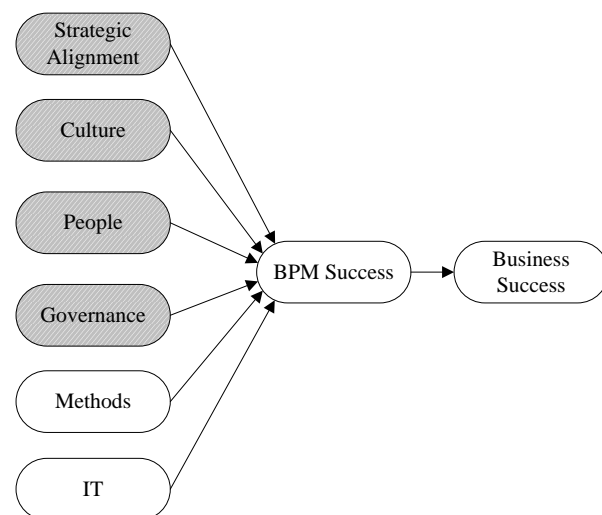 Strategic
Alignment
Culture
People
Governance
Methods
IT
BPM Success
Business
Success